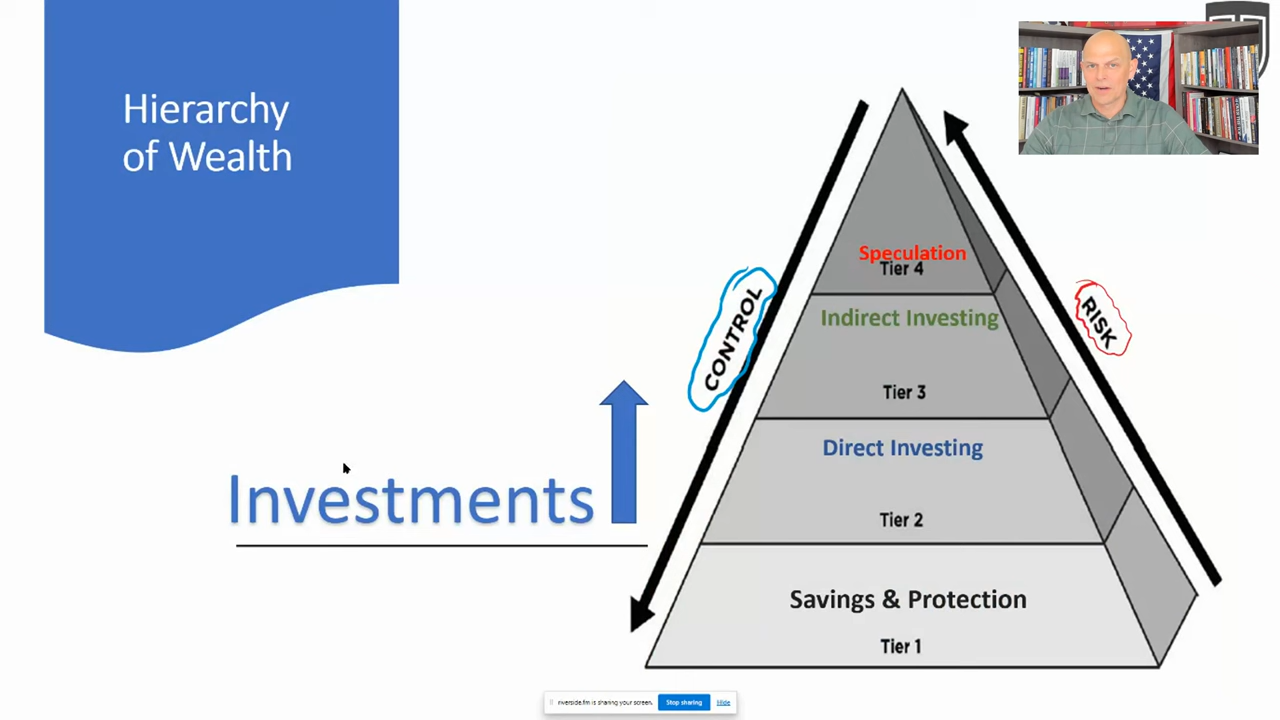 Hierarchy
of Wealth
Investments
CONTROL
RISK
Speculation
Tier 4
Indirect Investing
Tier 3
Direct Investing
Tier 2
Savings & Protection
Tier 1
riverside.fm is sharing your screen.
Stop sharing
Hide